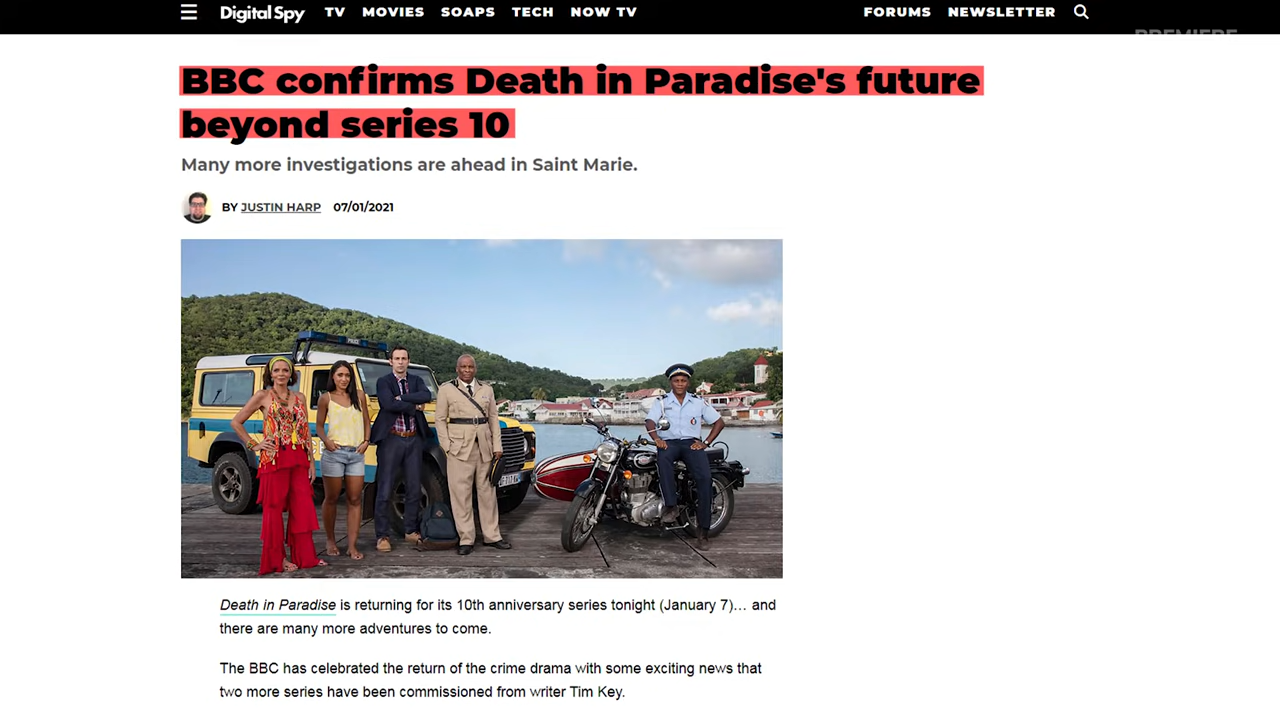 Digital Spy TV MOVIES SOAPS TECH NOW TV FORUMS NEWSLETTER
PREMIERE
BBC confirms Death in Paradise's future
beyond series 10
Many more investigations are ahead in Saint Marie.
BY JUSTIN HARP 07/01/2021
POLICE
Death in Paradise is returning for its 10th anniversary series tonight (January 7)... and
there are many more adventures to come.
The BBC has celebrated the return of the crime drama with some exciting news that
two more series have been commissioned from writer Tim Key.